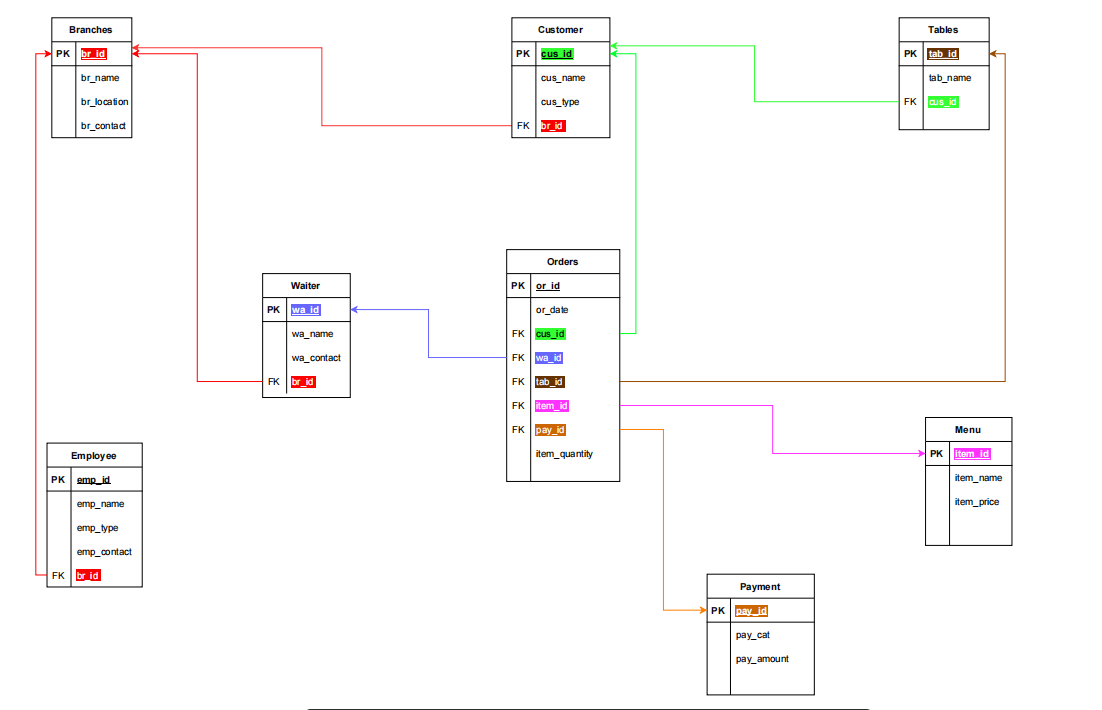 Branches
PK br_id
br_name
br_location
br_contact
Customer
PK cus_id
cus_name
cus_type
FK br_id
Tables
PK tab_id
tab_name
FK cus_id
Waiter
PK wa_id
wa_name
wa_contact
FK br_id
Orders
PK or_id
or_date
FK cus_id
FK wa_id
FK tab_id
FK item_id
FK pay_id
item_quantity
Employee
PK emp_id
emp_name
emp_type
emp_contact
FK br_id
Menu
PK item_id
item_name
item_price
Payment
PK pay_id
pay_cat
pay_amount